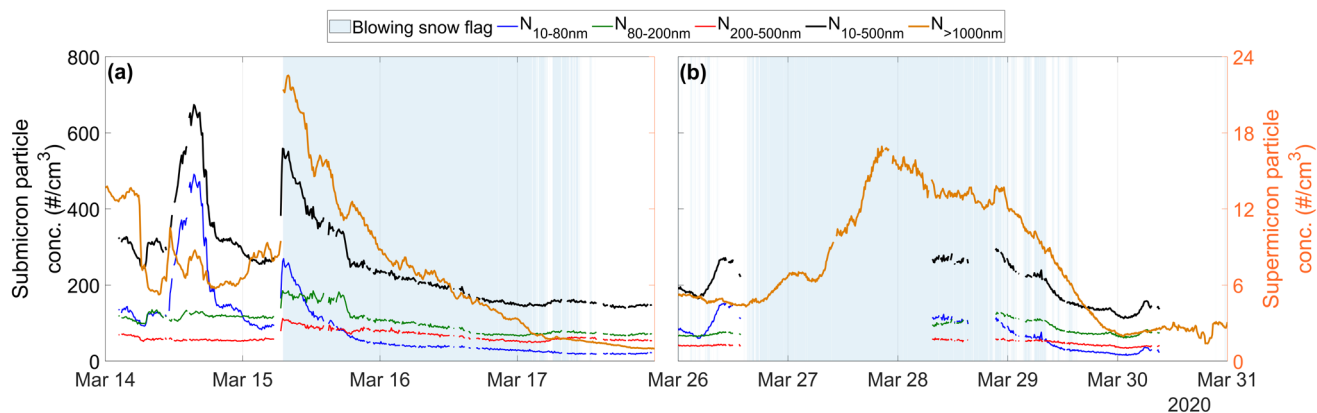 Blowing snow flag N10-80nm N80-200nm N200-500nm N10-500nm N>1000nm
(a)
(b)
Submicron particle
conc. (#/cm3)
800
600
400
200
0
24
18
12
6
0
Supermicron particle
conc. (#/cm3)
Mar 14 Mar 15 Mar 16 Mar 17
Mar 26 Mar 27 Mar 28 Mar 29 Mar 30 Mar 31
2020